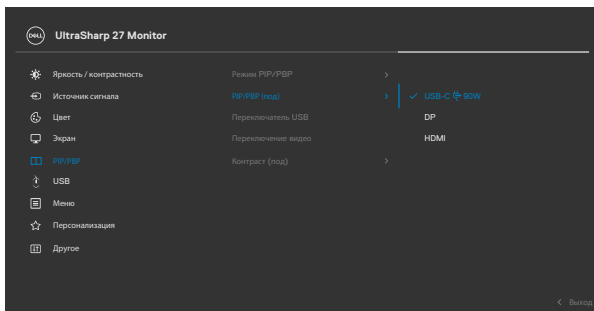 DELL UltraSharp 27 Monitor
Яркость / контрастность
Режим PIP/PBP
Источник сигнала
PIP/PBP (под)
USB-C 90W
Цвет
Переключатель USB
DP
Экран
Переключение видео
HDMI
PIP/PBP
Контраст (под)
USB
Меню
Персонализация
Другое
Выход